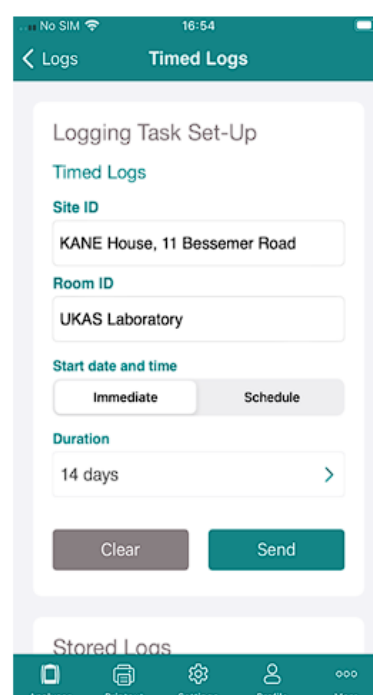 No SIM 16:54
Logs Timed Logs
Logging Task Set-Up
Timed Logs
Site ID
KANE House, 11 Bessemer Road
Room ID
UKAS Laboratory
Start date and time
Immediate Schedule
Duration
14 days
Clear Send
Stored Logs